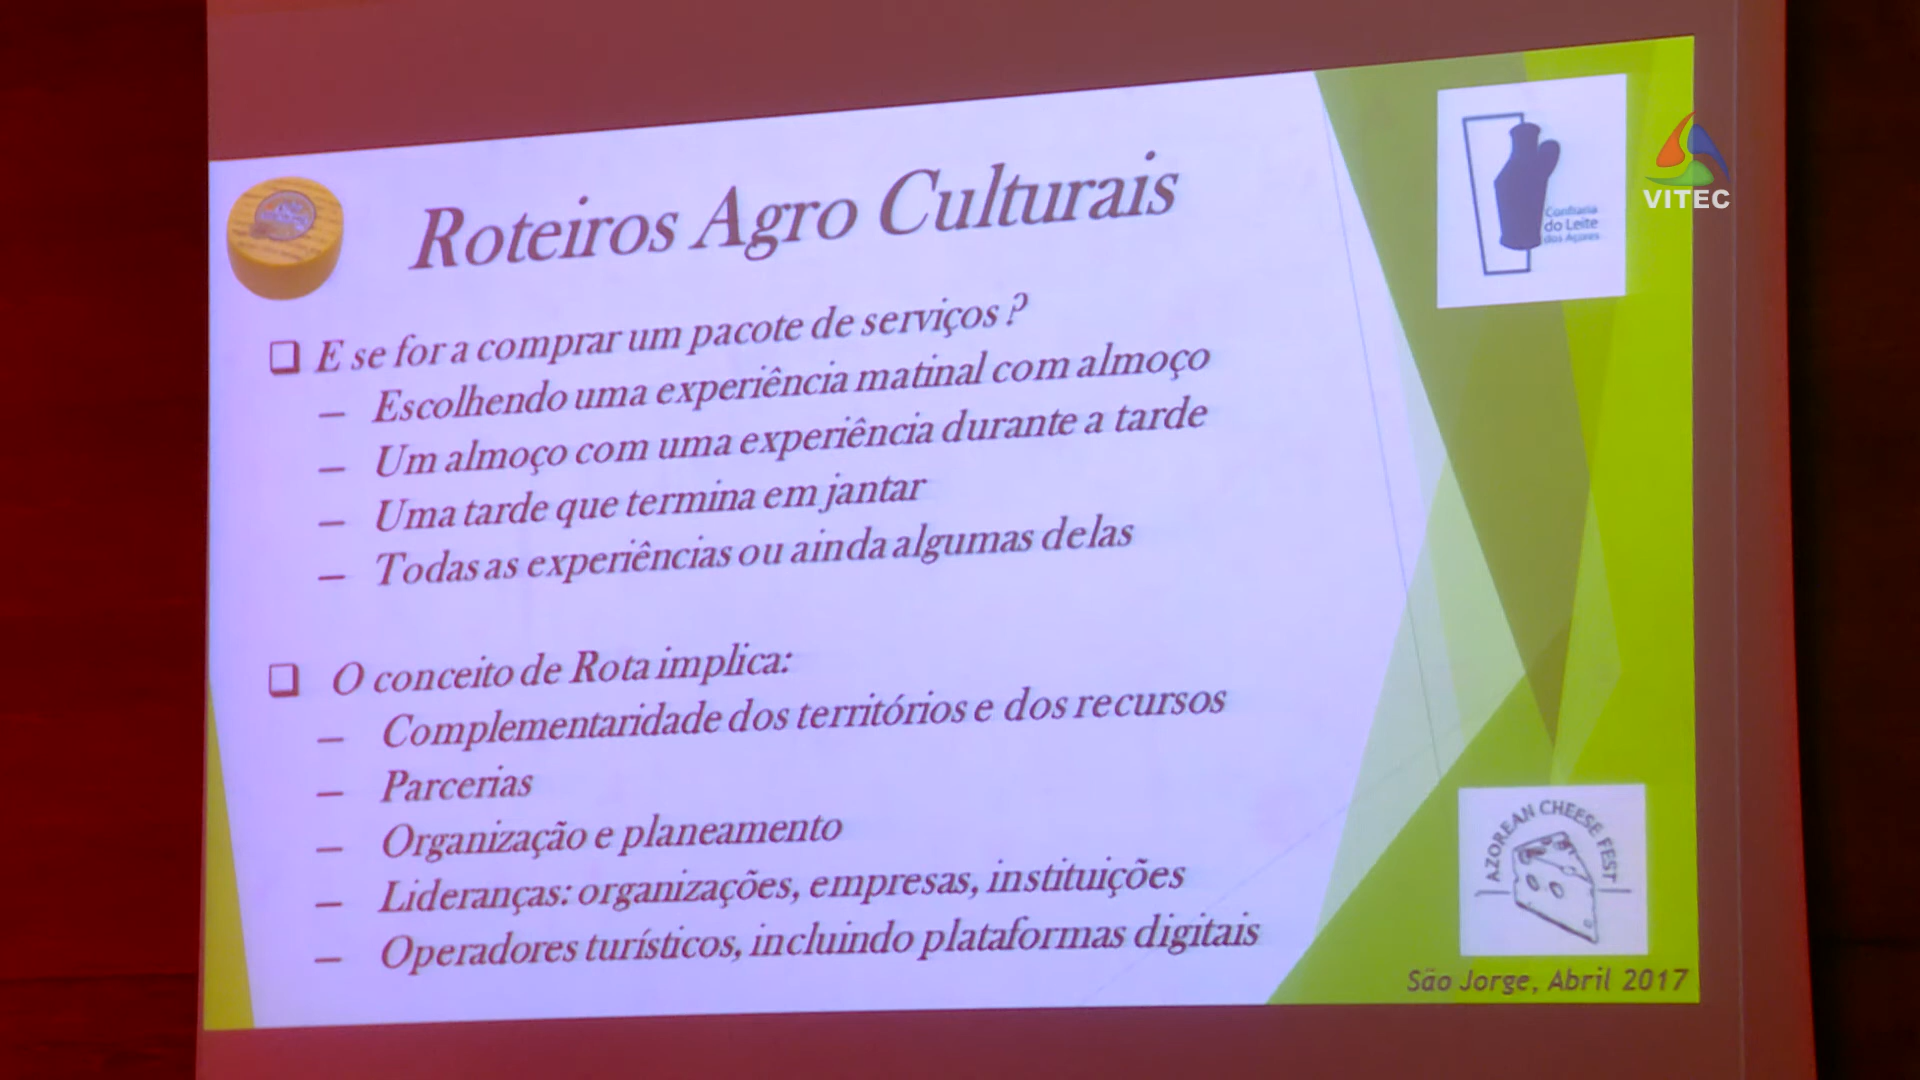 Roteiros Agro Culturais
E se for a comprar um pacote de serviços ?
– Escolhendo uma experiência matinal com almoço
– Um almoço com uma experiência durante a tarde
– Uma tarde que termina em jantar
– Todas as experiências ou ainda algumas delas
O conceito de Rota implica:
– Complementaridade dos territórios e dos recursos
– Parcerias
– Organização e planeamento
– Lideranças: organizações, empresas, instituições
– Operadores turísticos, incluindo plataformas digitais
Confraria
do Leite
dos Açores
VITEC
AZOREAN CHEESE FEST
São Jorge, Abril 2017